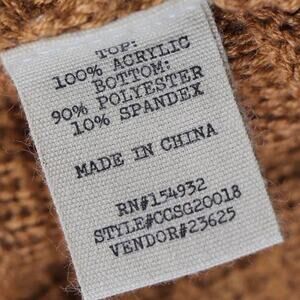 TOP:
100% ACRYLIC
BOTTOM:
90% POLYESTER
10% SPANDEX
MADE IN CHINA
RN#154932
STYLE#CCSG20018
VENDOR#23625